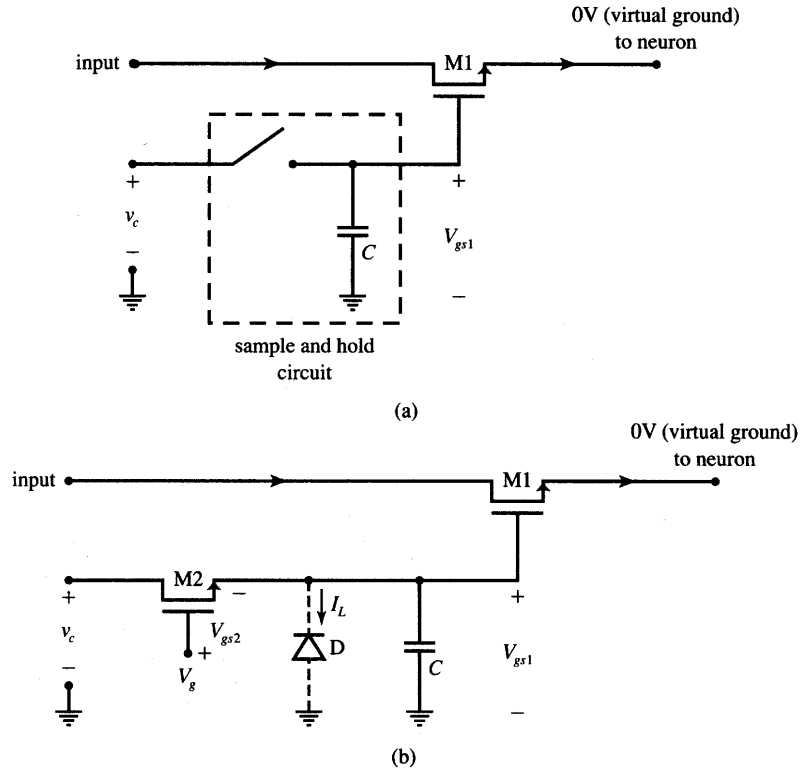 0V (virtual ground)
to neuron
input
M1
+
+
v_c
V_gs1
−
C
−
sample and hold
circuit
(a)
0V (virtual ground)
to neuron
input
M1
M2
+
−
I_L
+
v_c
V_gs2
D
V_gs1
−
+
C
V_g
−
(b)